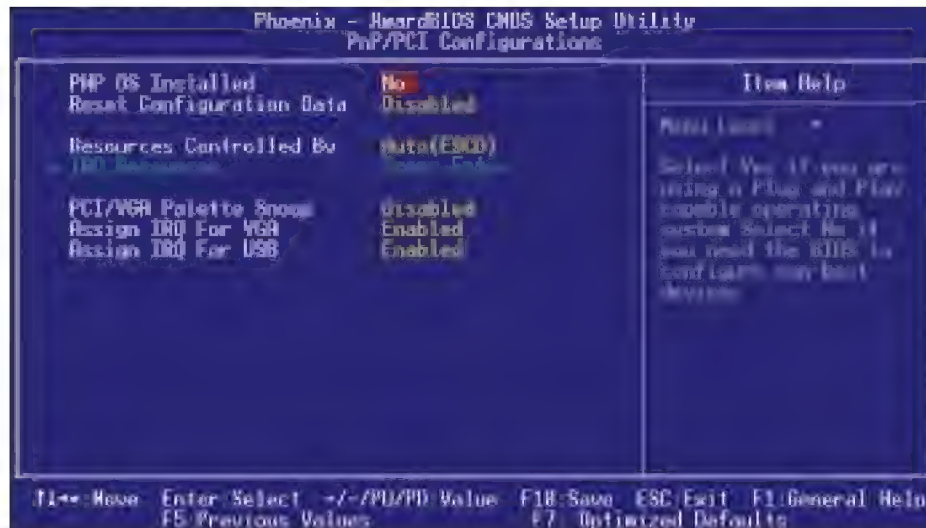 Phoenix - AwardBIOS CMOS Setup Utility
PnP/PCI Configurations
PNP OS Installed No
Reset Configuration Data Disabled
Resources Controlled By Auto(ESCD)
IRQ Resources
PCI/VGA Palette Snoop Disabled
Assign IRQ For VGA Enabled
Assign IRQ For USB Enabled
Item Help
Menu Level
Select Yes if you are
using a Plug and Play
capable operating
system Select No if
you need the BIOS to
configure non-boot
devices
↑↓→←:Move Enter:Select +/-/PU/PD:Value F10:Save ESC:Exit F1:General Help
F5:Previous Values F7: Optimized Defaults